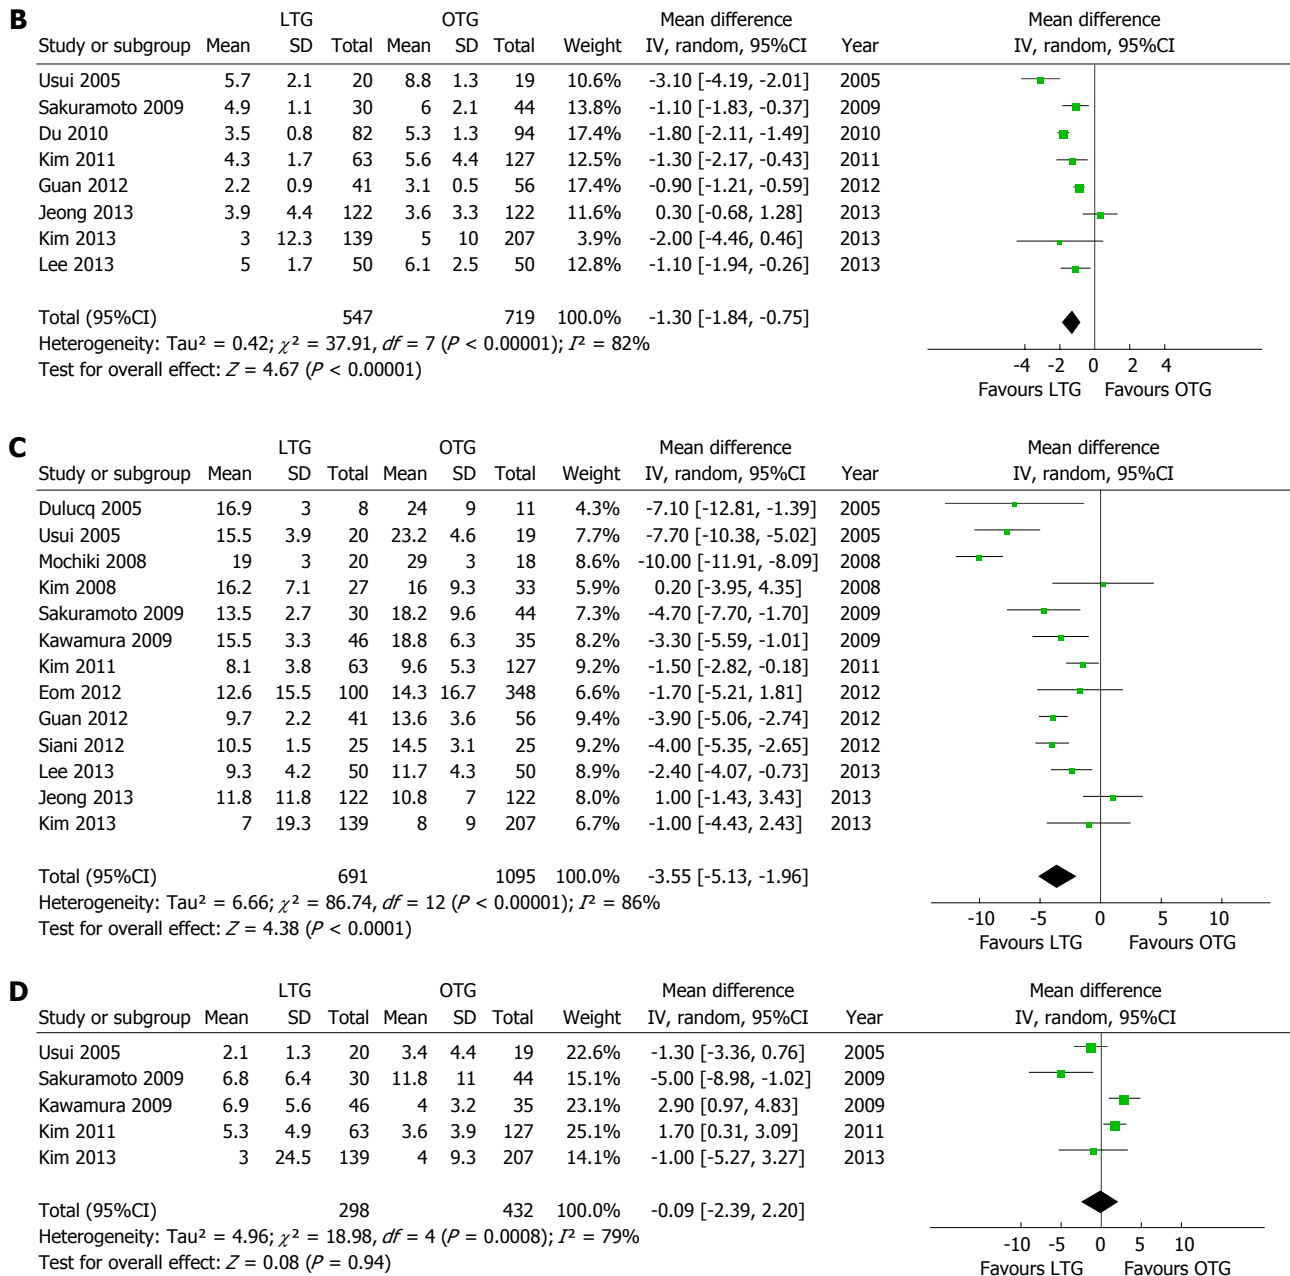 B
LTG OTG Mean difference Mean difference
Study or subgroup Mean SD Total Mean SD Total Weight IV, random, 95%CI Year IV, random, 95%CI
Usui 2005 5.7 2.1 20 8.8 1.3 19 10.6% -3.10 [-4.19, -2.01] 2005
Sakuramoto 2009 4.9 1.1 30 6 2.1 44 13.8% -1.10 [-1.83, -0.37] 2009
Du 2010 3.5 0.8 82 5.3 1.3 94 17.4% -1.80 [-2.11, -1.49] 2010
Kim 2011 4.3 1.7 63 5.6 4.4 127 12.5% -1.30 [-2.17, -0.43] 2011
Guan 2012 2.2 0.9 41 3.1 0.5 56 17.4% -0.90 [-1.21, -0.59] 2012
Jeong 2013 3.9 4.4 122 3.6 3.3 122 11.6% 0.30 [-0.68, 1.28] 2013
Kim 2013 3 12.3 139 5 10 207 3.9% -2.00 [-4.46, 0.46] 2013
Lee 2013 5 1.7 50 6.1 2.5 50 12.8% -1.10 [-1.94, -0.26] 2013
Total (95%CI) 547 719 100.0% -1.30 [-1.84, -0.75]
Heterogeneity: Tau² = 0.42; χ² = 37.91, df = 7 (P < 0.00001); I² = 82%
Test for overall effect: Z = 4.67 (P < 0.00001)
-4 -2 0 2 4
Favours LTG Favours OTG
C
LTG OTG Mean difference Mean difference
Study or subgroup Mean SD Total Mean SD Total Weight IV, random, 95%CI Year IV, random, 95%CI
Dulucq 2005 16.9 3 8 24 9 11 4.3% -7.10 [-12.81, -1.39] 2005
Usui 2005 15.5 3.9 20 23.2 4.6 19 7.7% -7.70 [-10.38, -5.02] 2005
Mochiki 2008 19 3 20 29 3 18 8.6% -10.00 [-11.91, -8.09] 2008
Kim 2008 16.2 7.1 27 16 9.3 33 5.9% 0.20 [-3.95, 4.35] 2008
Sakuramoto 2009 13.5 2.7 30 18.2 9.6 44 7.3% -4.70 [-7.70, -1.70] 2009
Kawamura 2009 15.5 3.3 46 18.8 6.3 35 8.2% -3.30 [-5.59, -1.01] 2009
Kim 2011 8.1 3.8 63 9.6 5.3 127 9.2% -1.50 [-2.82, -0.18] 2011
Eom 2012 12.6 15.5 100 14.3 16.7 348 6.6% -1.70 [-5.21, 1.81] 2012
Guan 2012 9.7 2.2 41 13.6 3.6 56 9.4% -3.90 [-5.06, -2.74] 2012
Siani 2012 10.5 1.5 25 14.5 3.1 25 9.2% -4.00 [-5.35, -2.65] 2012
Lee 2013 9.3 4.2 50 11.7 4.3 50 8.9% -2.40 [-4.07, -0.73] 2013
Jeong 2013 11.8 11.8 122 10.8 7 122 8.0% 1.00 [-1.43, 3.43] 2013
Kim 2013 7 19.3 139 8 9 207 6.7% -1.00 [-4.43, 2.43] 2013
Total (95%CI) 691 1095 100.0% -3.55 [-5.13, -1.96]
Heterogeneity: Tau² = 6.66; χ² = 86.74, df = 12 (P < 0.00001); I² = 86%
Test for overall effect: Z = 4.38 (P < 0.0001)
-10 -5 0 5 10
Favours LTG Favours OTG
D
LTG OTG Mean difference Mean difference
Study or subgroup Mean SD Total Mean SD Total Weight IV, random, 95%CI Year IV, random, 95%CI
Usui 2005 2.1 1.3 20 3.4 4.4 19 22.6% -1.30 [-3.36, 0.76] 2005
Sakuramoto 2009 6.8 6.4 30 11.8 11 44 15.1% -5.00 [-8.98, -1.02] 2009
Kawamura 2009 6.9 5.6 46 4 3.2 35 23.1% 2.90 [0.97, 4.83] 2009
Kim 2011 5.3 4.9 63 3.6 3.9 127 25.1% 1.70 [0.31, 3.09] 2011
Kim 2013 3 24.5 139 4 9.3 207 14.1% -1.00 [-5.27, 3.27] 2013
Total (95%CI) 298 432 100.0% -0.09 [-2.39, 2.20]
Heterogeneity: Tau² = 4.96; χ² = 18.98, df = 4 (P = 0.0008); I² = 79%
Test for overall effect: Z = 0.08 (P = 0.94)
-10 -5 0 5 10
Favours LTG Favours OTG